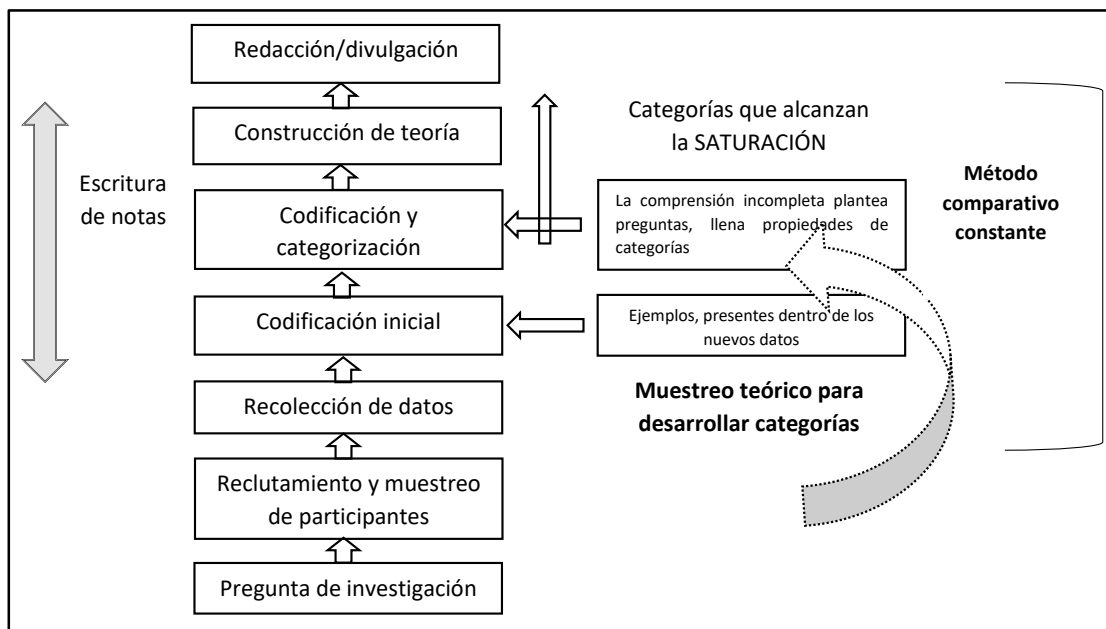 Redacción/divulgación
Construcción de teoría
Categorías que alcanzan
la SATURACIÓN
Escritura
de notas
Codificación y
categorización
La comprensión incompleta plantea
preguntas, llena propiedades de
categorías
Método
comparativo
constante
Codificación inicial
Ejemplos, presentes dentro de los
nuevos datos
Recolección de datos
Muestreo teórico para
desarrollar categorías
Reclutamiento y muestreo
de participantes
Pregunta de investigación